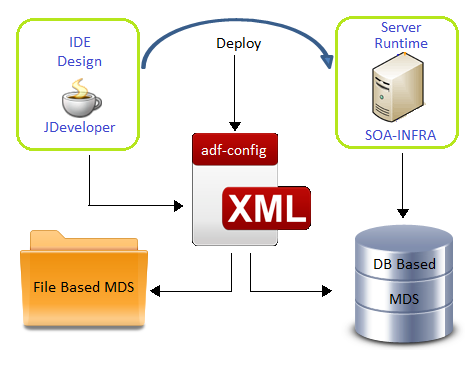 IDE
Design
JDeveloper
Deploy
Server
Runtime
SOA-INFRA
adf-config
XML
File Based MDS
DB Based
MDS